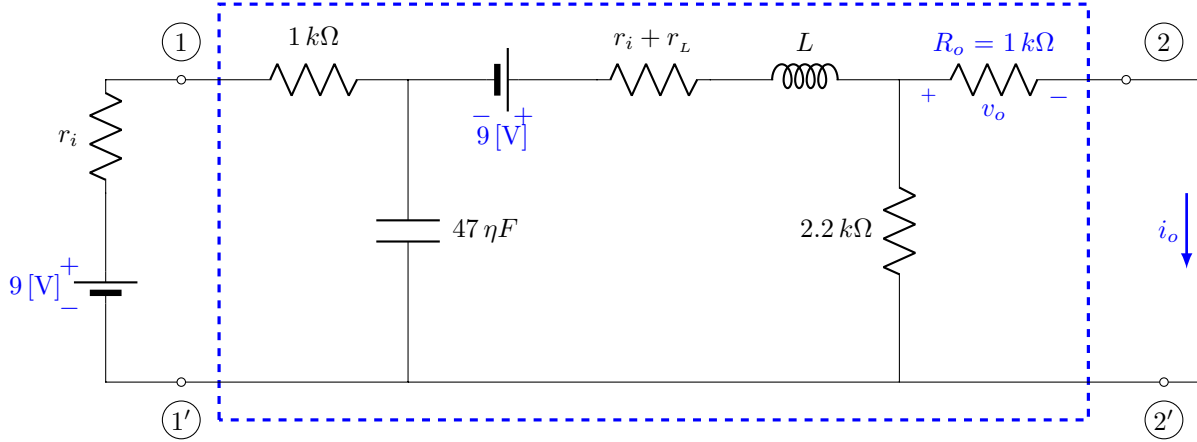 1
1 kΩ
r_i + r_L
L
R_o = 1 kΩ
2
r_i
− +
9 [V]
+ −
v_o
+
9 [V]
−
47 ηF
2.2 kΩ
i_o
1′
2′